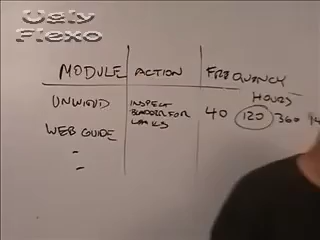 Ugly
Flexo
MODULE ACTION FREQUENCY
HOURS
UNWIND INSPECT
BLADDER FOR
LEAKS
40 120 360
WEB GUIDE